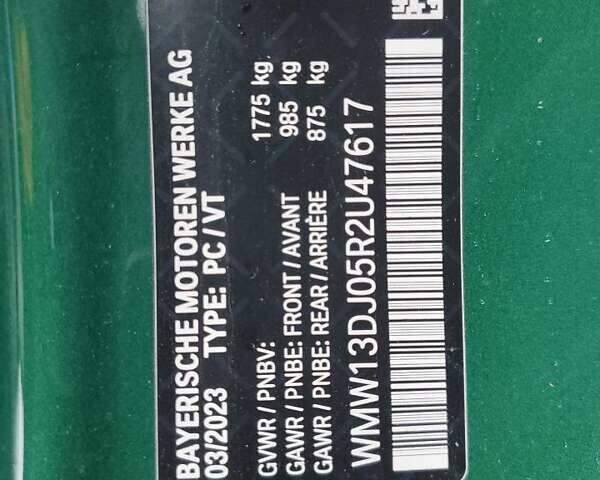 BAYERISCHE MOTOREN WERKE AG
03/2023 TYPE: PC / VT
GVWR / PNBV: 1775 kg
GAWR / PNBE: FRONT / AVANT 985 kg
GAWR / PNBE: REAR / ARRIÈRE 875 kg
WMW13DJ05R2U47617